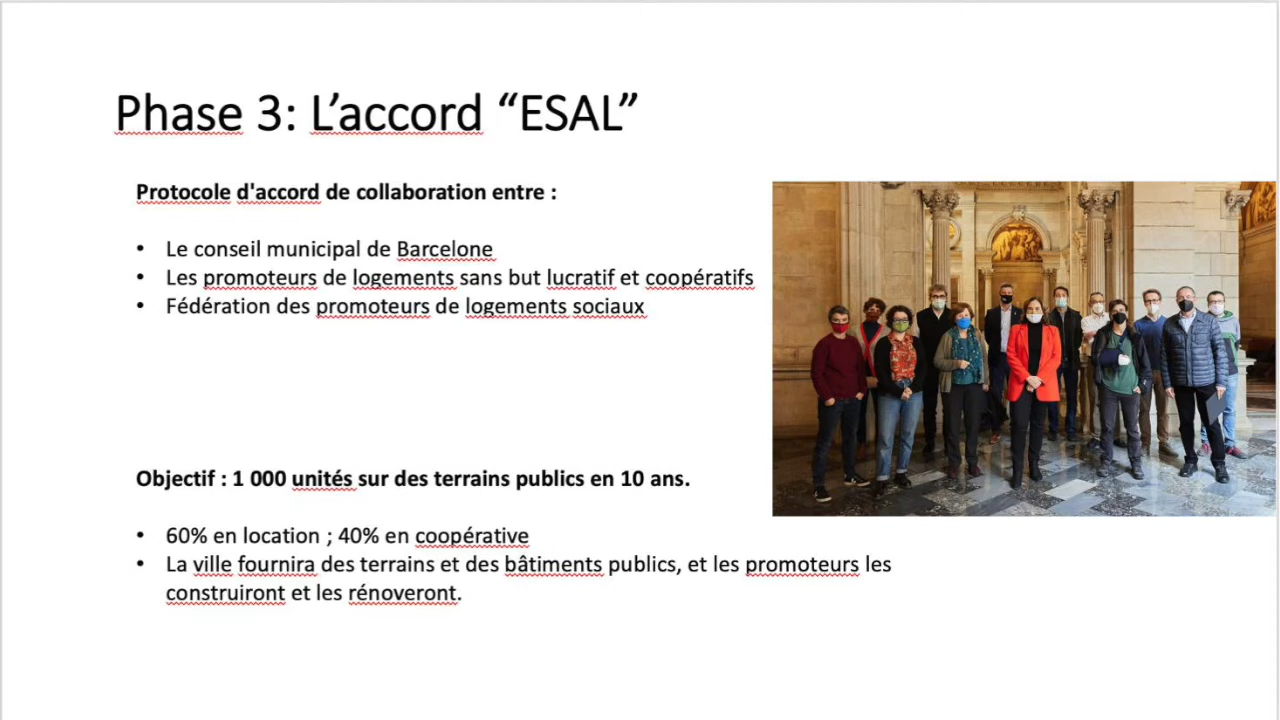 Phase 3: L’accord “ESAL”
Protocole d'accord de collaboration entre :
• Le conseil municipal de Barcelone
• Les promoteurs de logements sans but lucratif et coopératifs
• Fédération des promoteurs de logements sociaux
Objectif : 1 000 unités sur des terrains publics en 10 ans.
• 60% en location ; 40% en coopérative
• La ville fournira des terrains et des bâtiments publics, et les promoteurs les
construiront et les rénoveront.